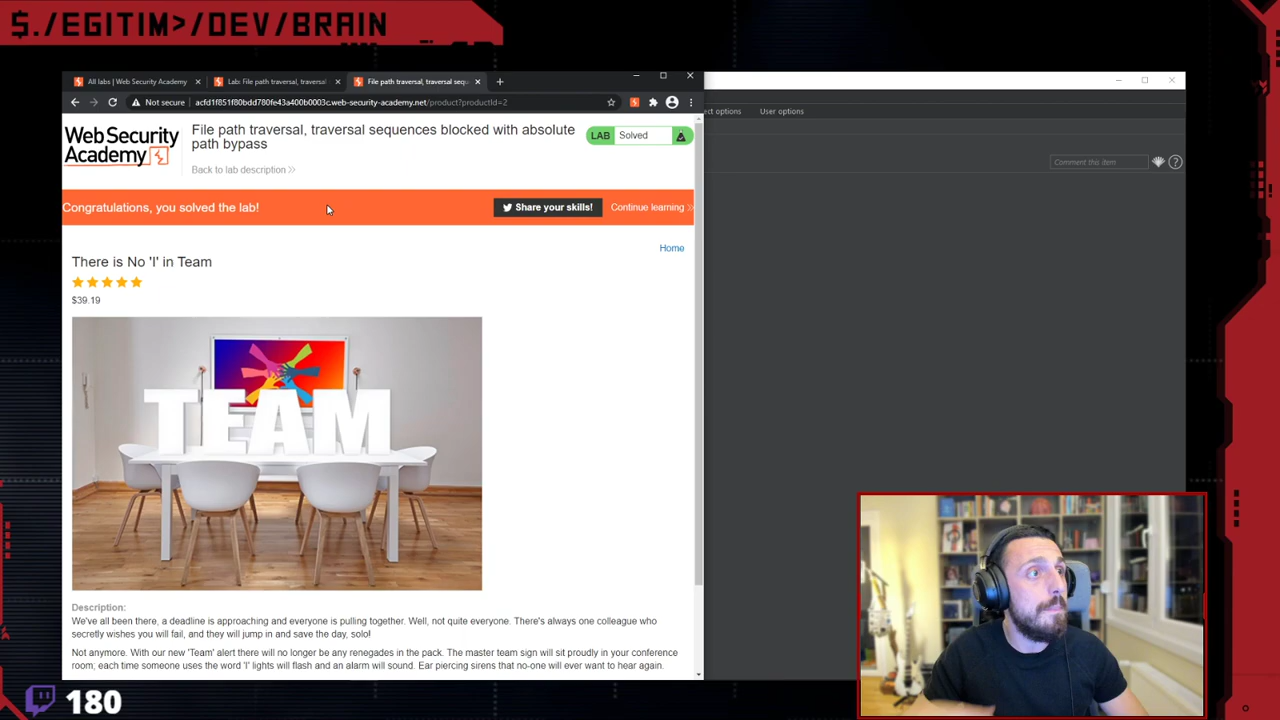 $./EGITIM>/DEV/BRAIN
All labs | Web Security Academy
Lab: File path traversal, traversal
File path traversal, traversal sequ
Not secure
acfd1f851f80bdd780fe43a400b0003c.web-security-academy.net/product?productId=2
ect options
User options
Comment this item
?
Web Security Academy
File path traversal, traversal sequences blocked with absolute
path bypass
LAB Solved
Back to lab description
Congratulations, you solved the lab!
Share your skills!
Continue learning
Home
There is No 'I' in Team
$39.19
TEAM
Description:
We've all been there, a deadline is approaching and everyone is pulling together. Well, not quite everyone. There's always one colleague who
secretly wishes you will fail, and they will jump in and save the day, solo!
Not anymore. With our new 'Team' alert there will no longer be any renegades in the pack. The master team sign will sit proudly in your conference
room; each time someone uses the word 'I' lights will flash and an alarm will sound. Ear piercing sirens that no-one will ever want to hear again.
180